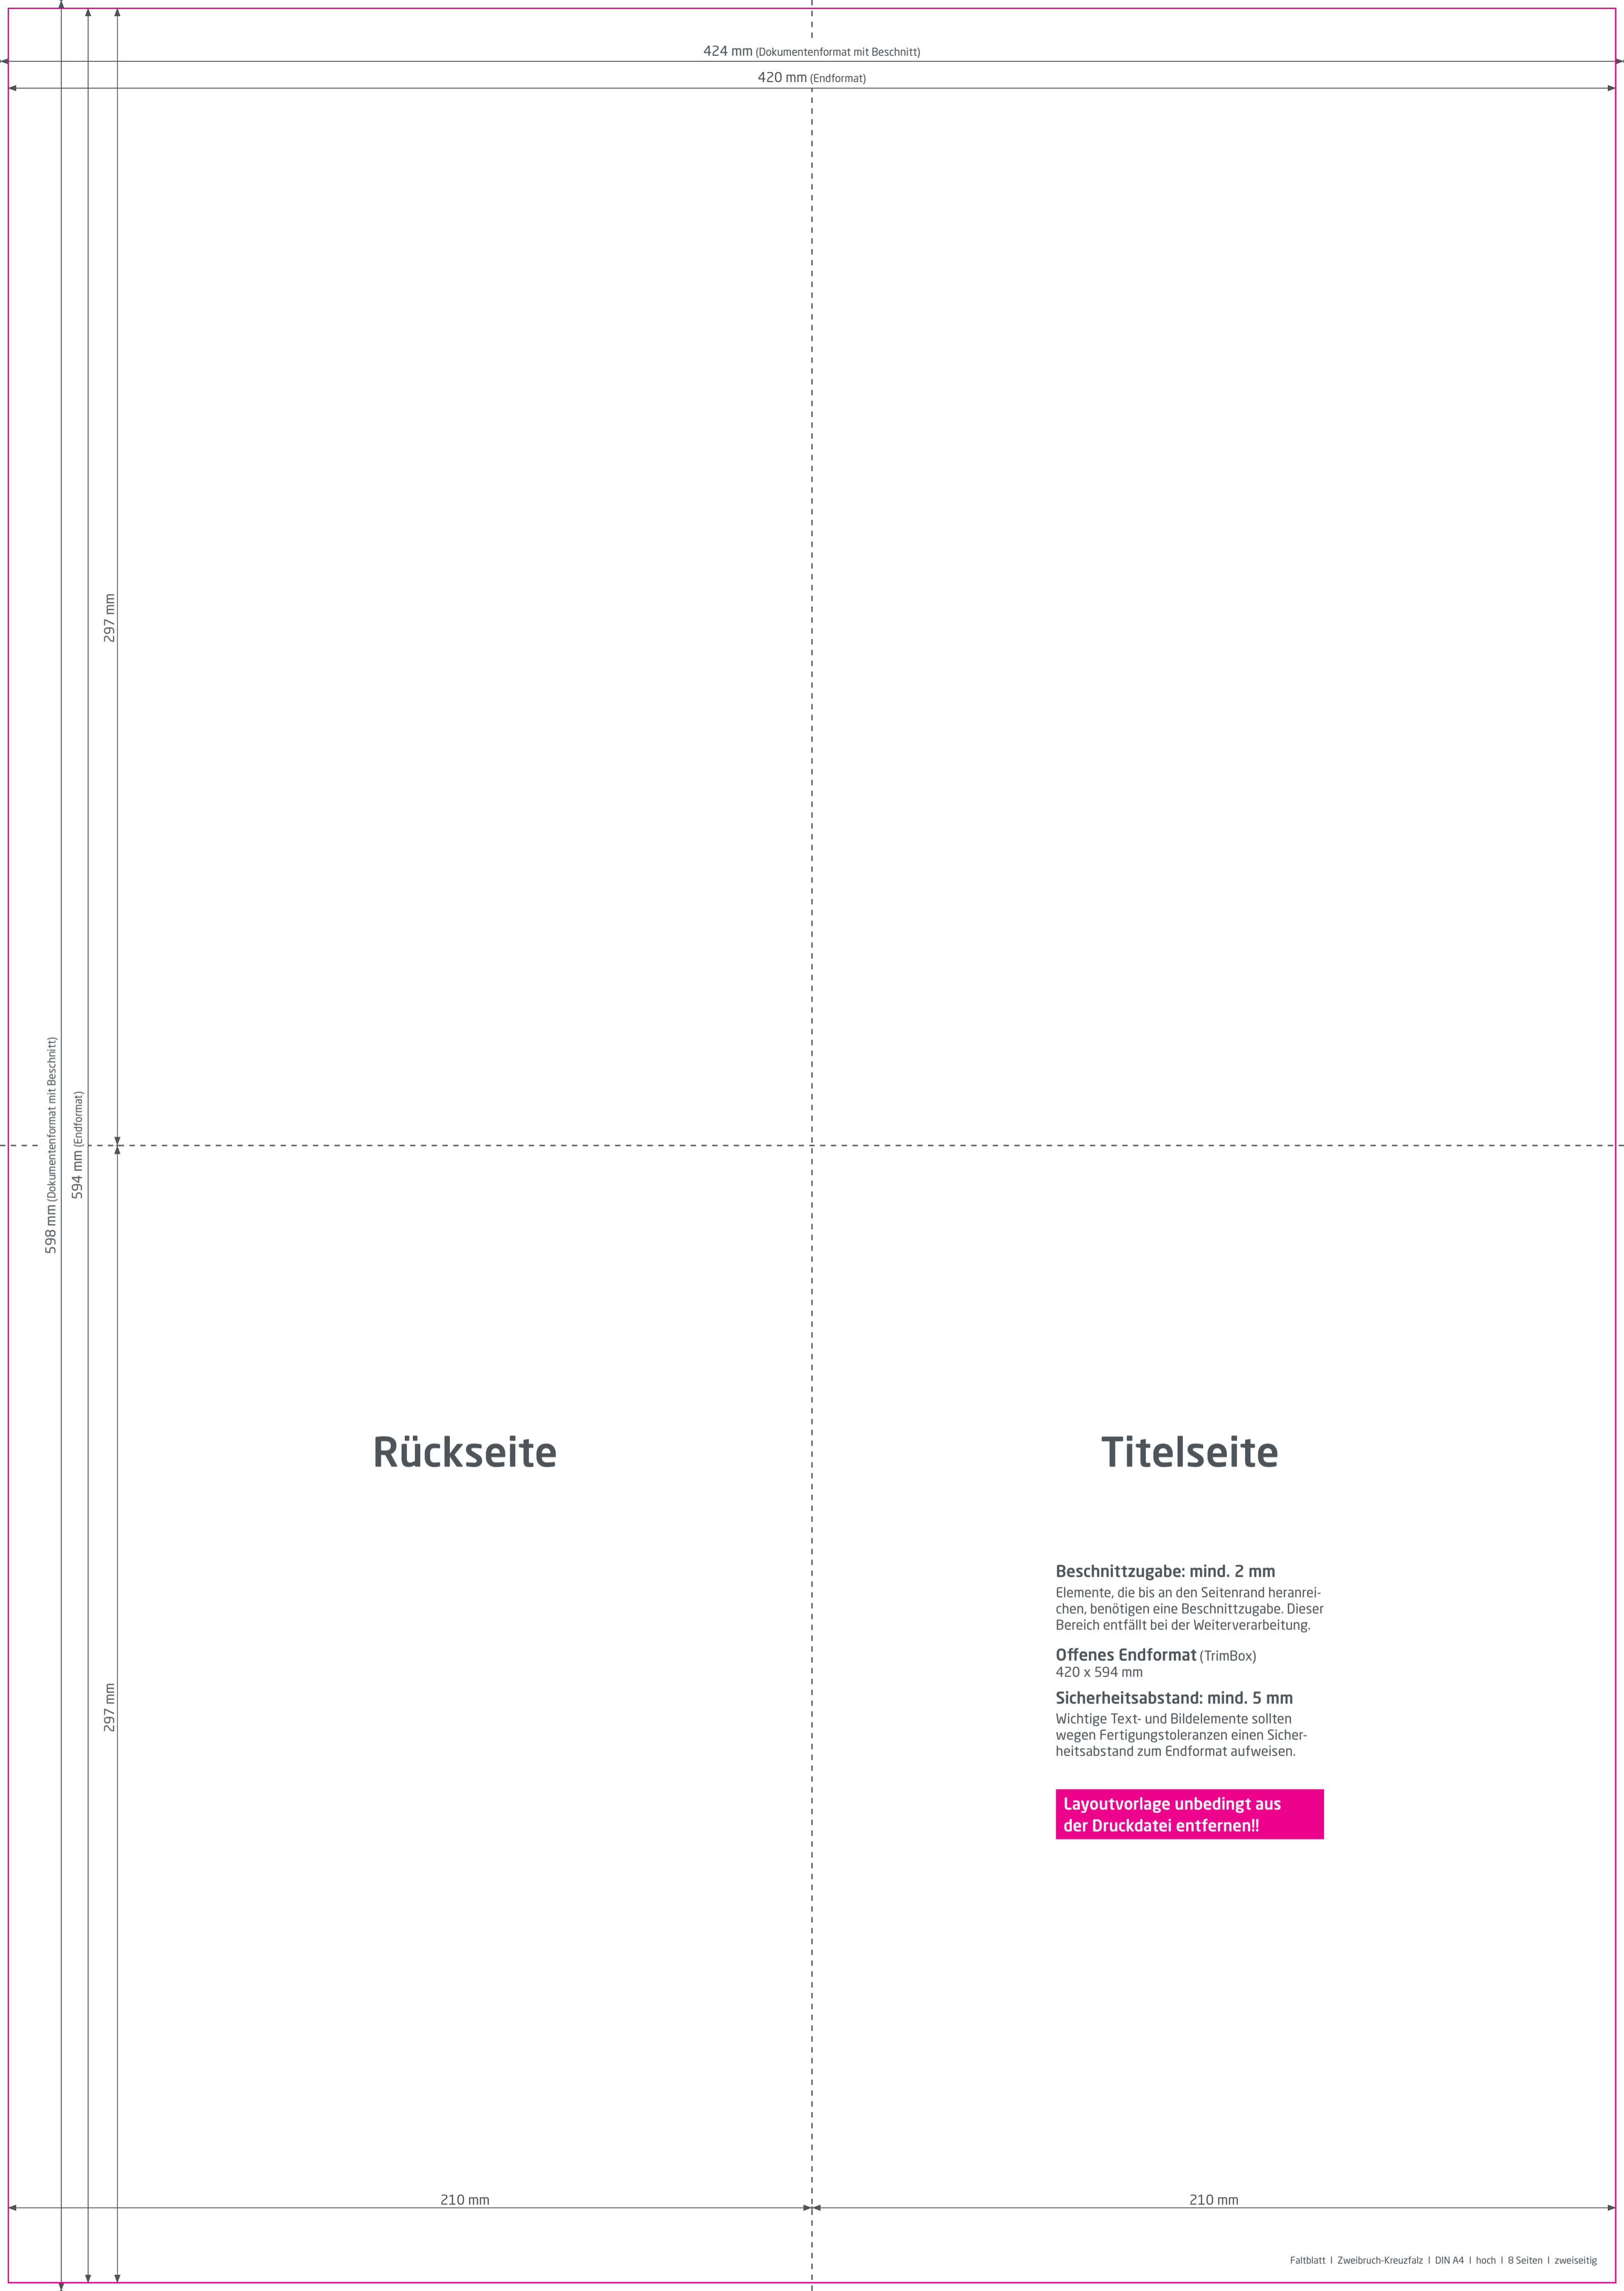 424 mm (Dokumentenformat mit Beschnitt)
420 mm (Endformat)
297 mm
598 mm (Dokumentenformat mit Beschnitt)
594 mm (Endformat)
Rückseite
Titelseite
Beschnittzugabe: mind. 2 mm
Elemente, die bis an den Seitenrand heranrei-
chen, benötigen eine Beschnittzugabe. Dieser
Bereich entfällt bei der Weiterverarbeitung.
Offenes Endformat (TrimBox)
420 x 594 mm
Sicherheitsabstand: mind. 5 mm
Wichtige Text- und Bildelemente sollten
wegen Fertigungstoleranzen einen Sicher-
heitsabstand zum Endformat aufweisen.
297 mm
Layoutvorlage unbedingt aus
der Druckdatei entfernen!!
210 mm
210 mm
Faltblatt I Zweibruch-Kreuzfalz I DIN A4 I hoch I 8 Seiten I zweiseitig